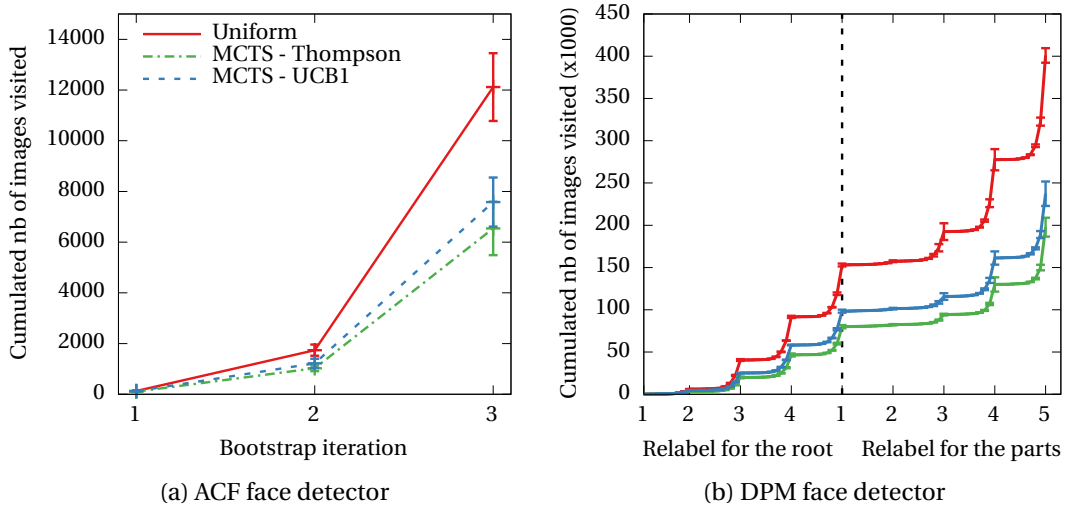 Cumulated nb of images visited
14000
12000
10000
8000
6000
4000
2000
0
1
2
3
Bootstrap iteration
Uniform
MCTS - Thompson
MCTS - UCB1
(a) ACF face detector
Cumulated nb of images visited (x1000)
450
400
350
300
250
200
150
100
50
0
1 2 3 4 1 2 3 4 5
Relabel for the root Relabel for the parts
(b) DPM face detector